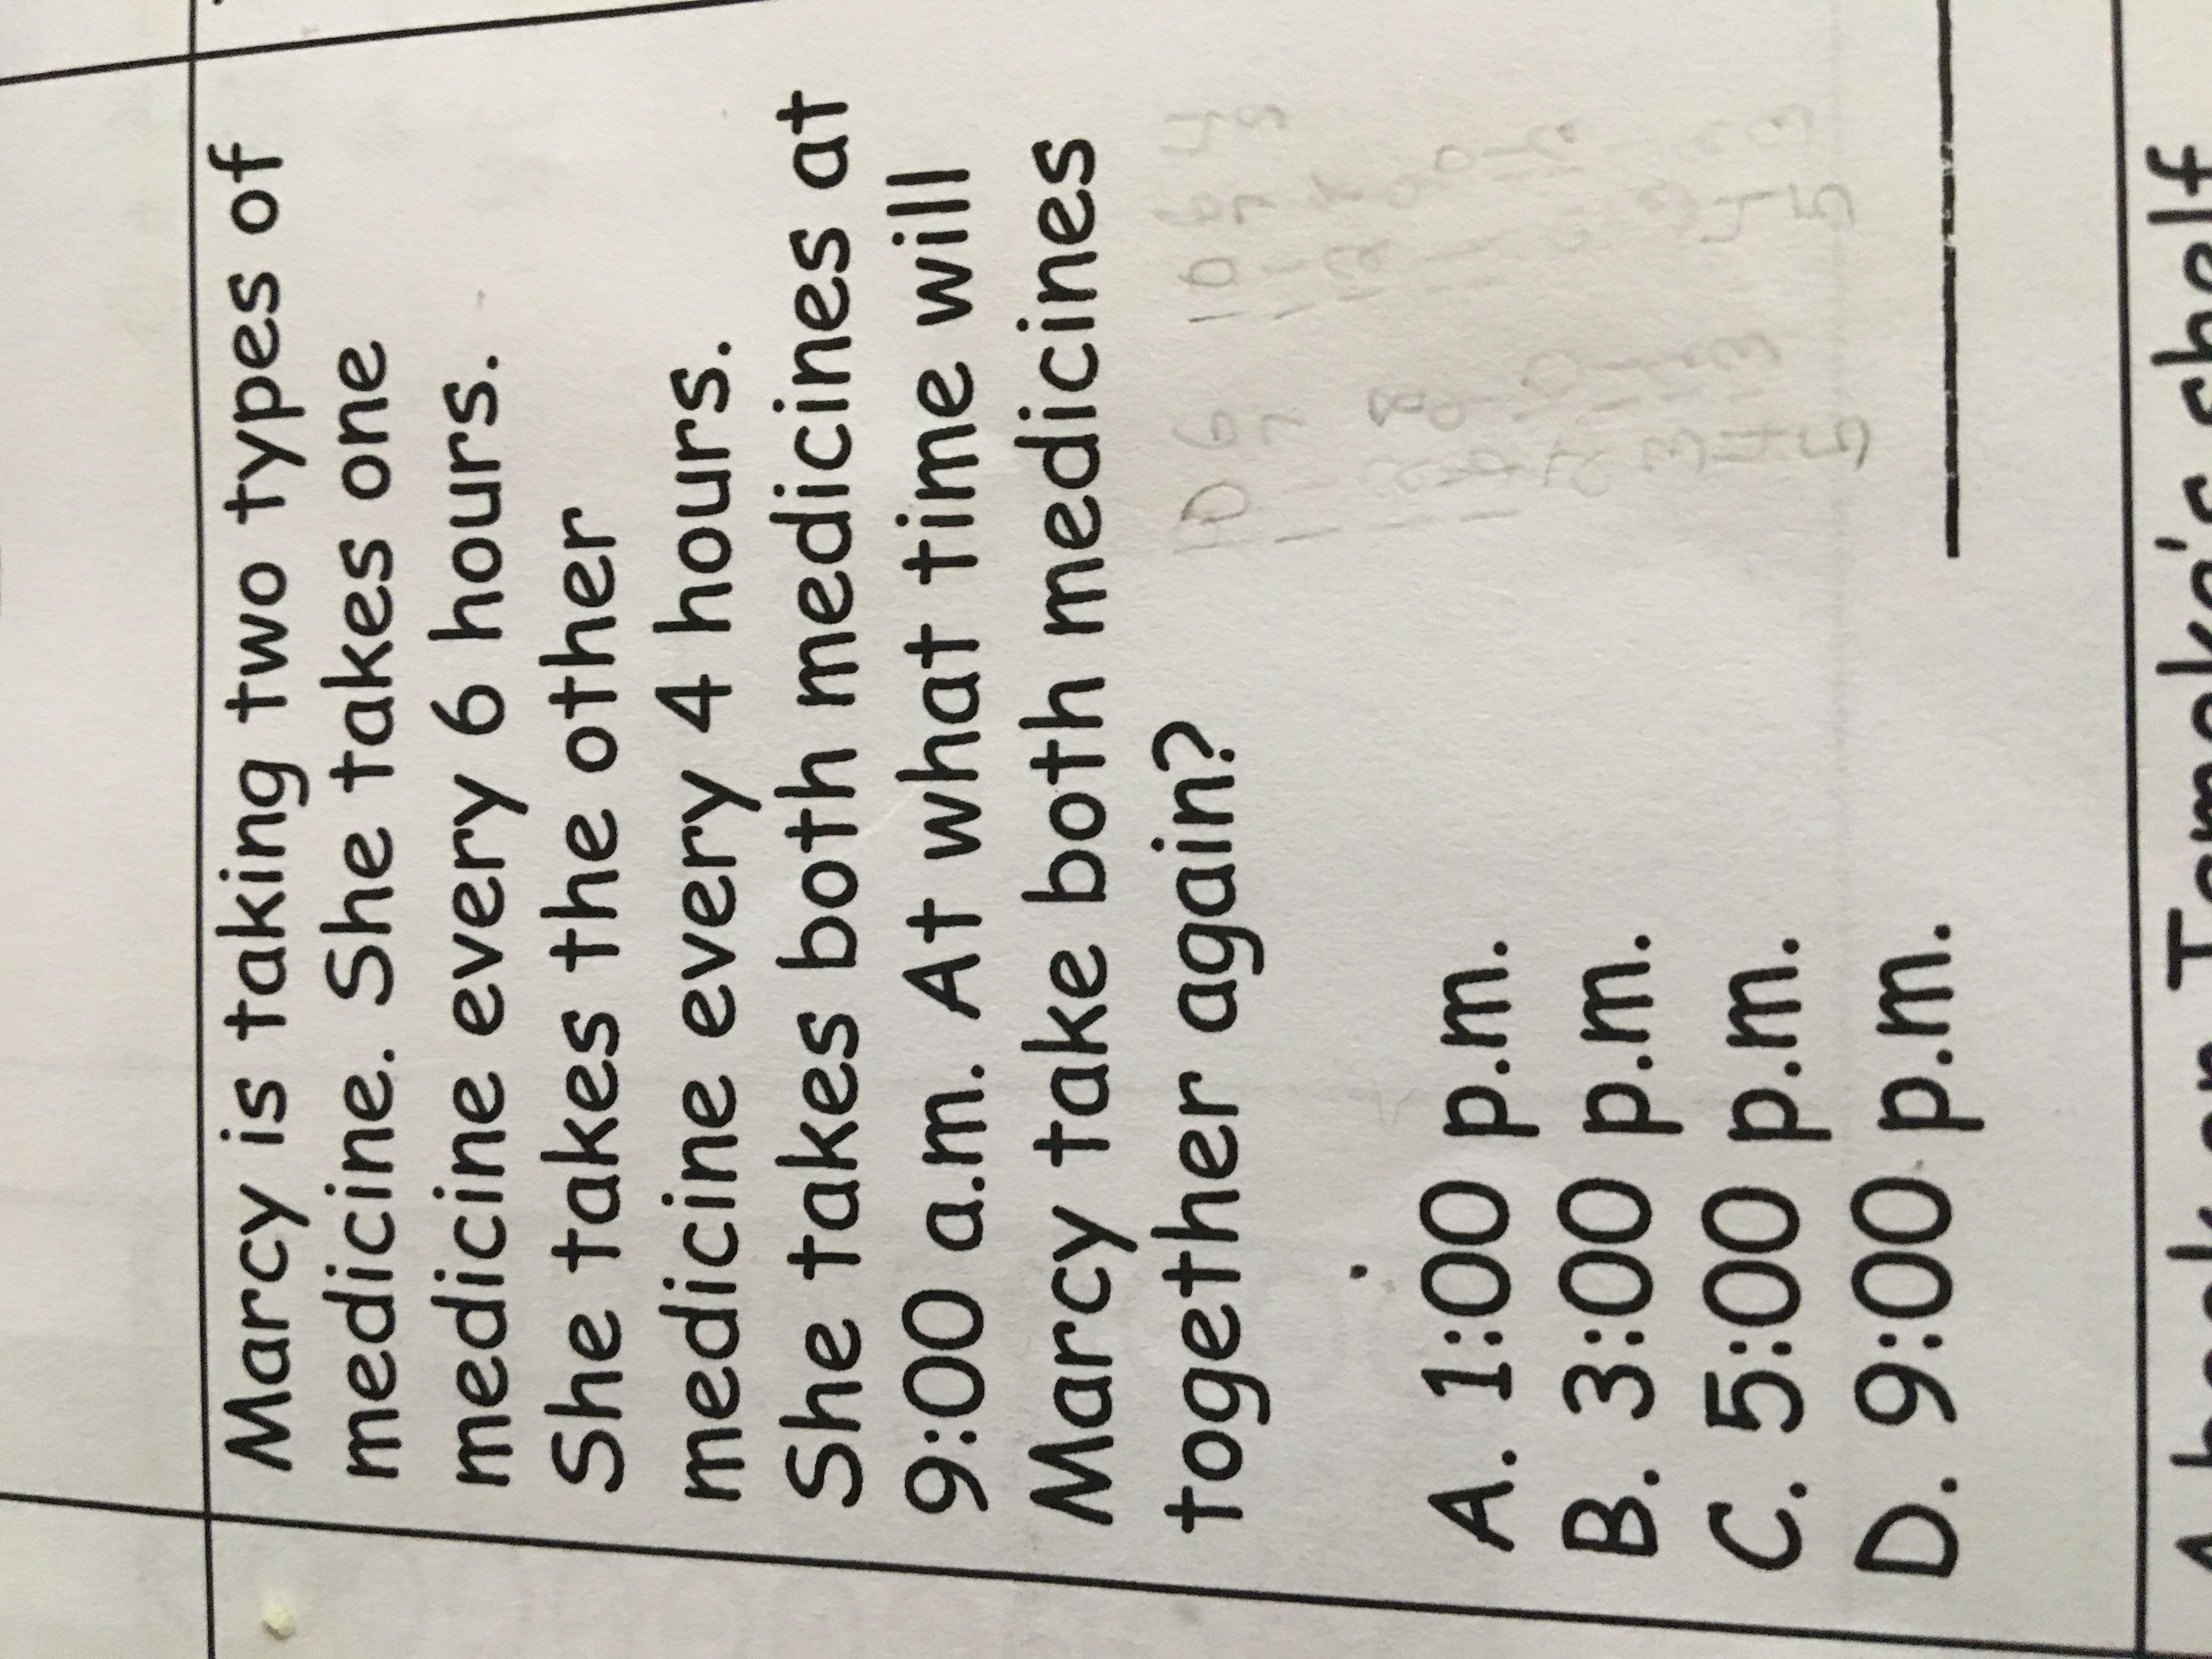 Marcy is taking two types of
medicine. She takes one
medicine every 6 hours.
She takes the other
medicine every 4 hours.
She takes both medicines at
9:00 a.m. At what time will
Marcy take both medicines
together again?
A. 1:00 p.m.
B. 3:00 p.m.
C. 5:00 p.m.
D. 9:00 p.m.
shelf